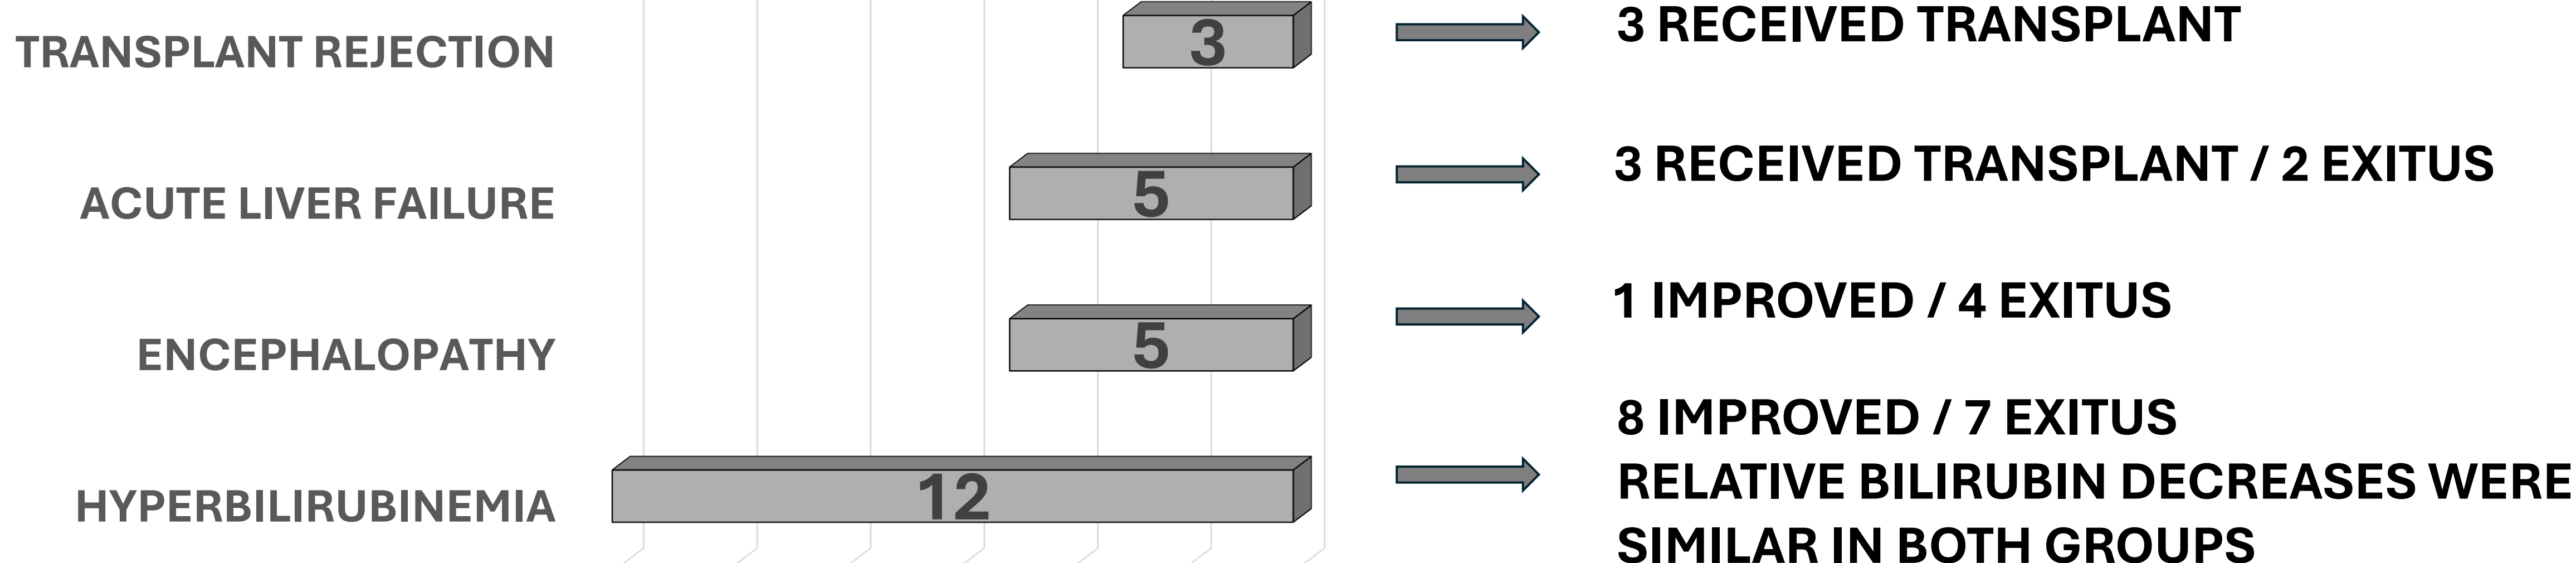 TRANSPLANT REJECTION
3
3 RECEIVED TRANSPLANT
ACUTE LIVER FAILURE
5
3 RECEIVED TRANSPLANT / 2 EXITUS
ENCEPHALOPATHY
5
1 IMPROVED / 4 EXITUS
HYPERBILIRUBINEMIA
12
8 IMPROVED / 7 EXITUS
RELATIVE BILIRUBIN DECREASES WERE
SIMILAR IN BOTH GROUPS